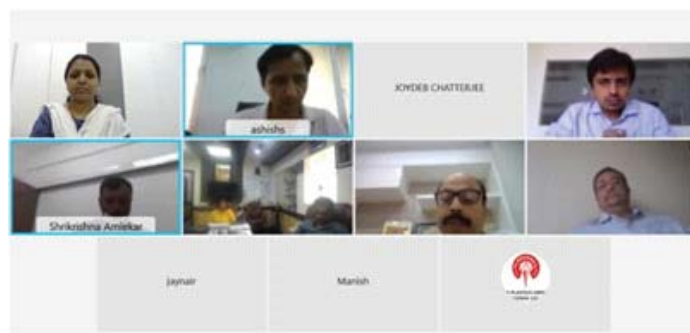 JOYDEB CHATTERJEE
ashishs
Shrikrishna Amlekar
Jaynair
Manish